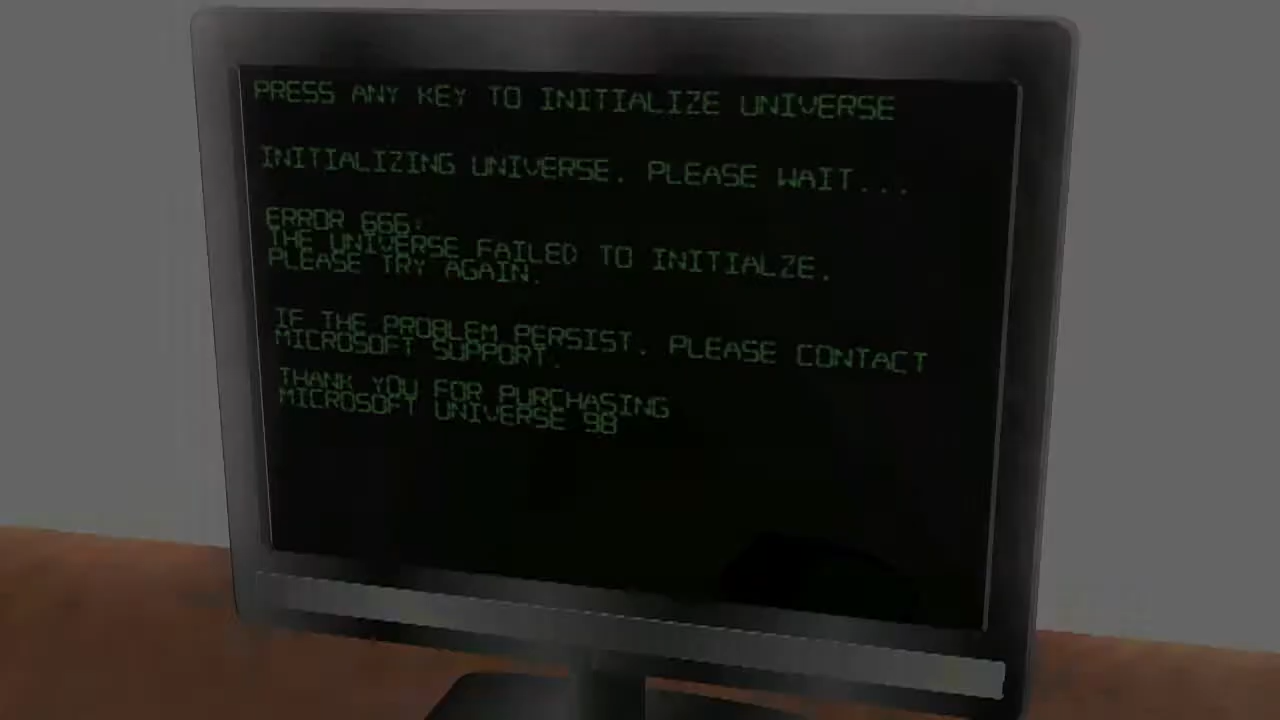 PRESS ANY KEY TO INITIALIZE UNIVERSE
INITIALIZING UNIVERSE. PLEASE WAIT...
ERROR 666:
THE UNIVERSE FAILED TO INITIALZE.
PLEASE TRY AGAIN.
IF THE PROBLEM PERSIST. PLEASE CONTACT
MICROSOFT SUPPORT.
THANK YOU FOR PURCHASING
MICROSOFT UNIVERSE 98